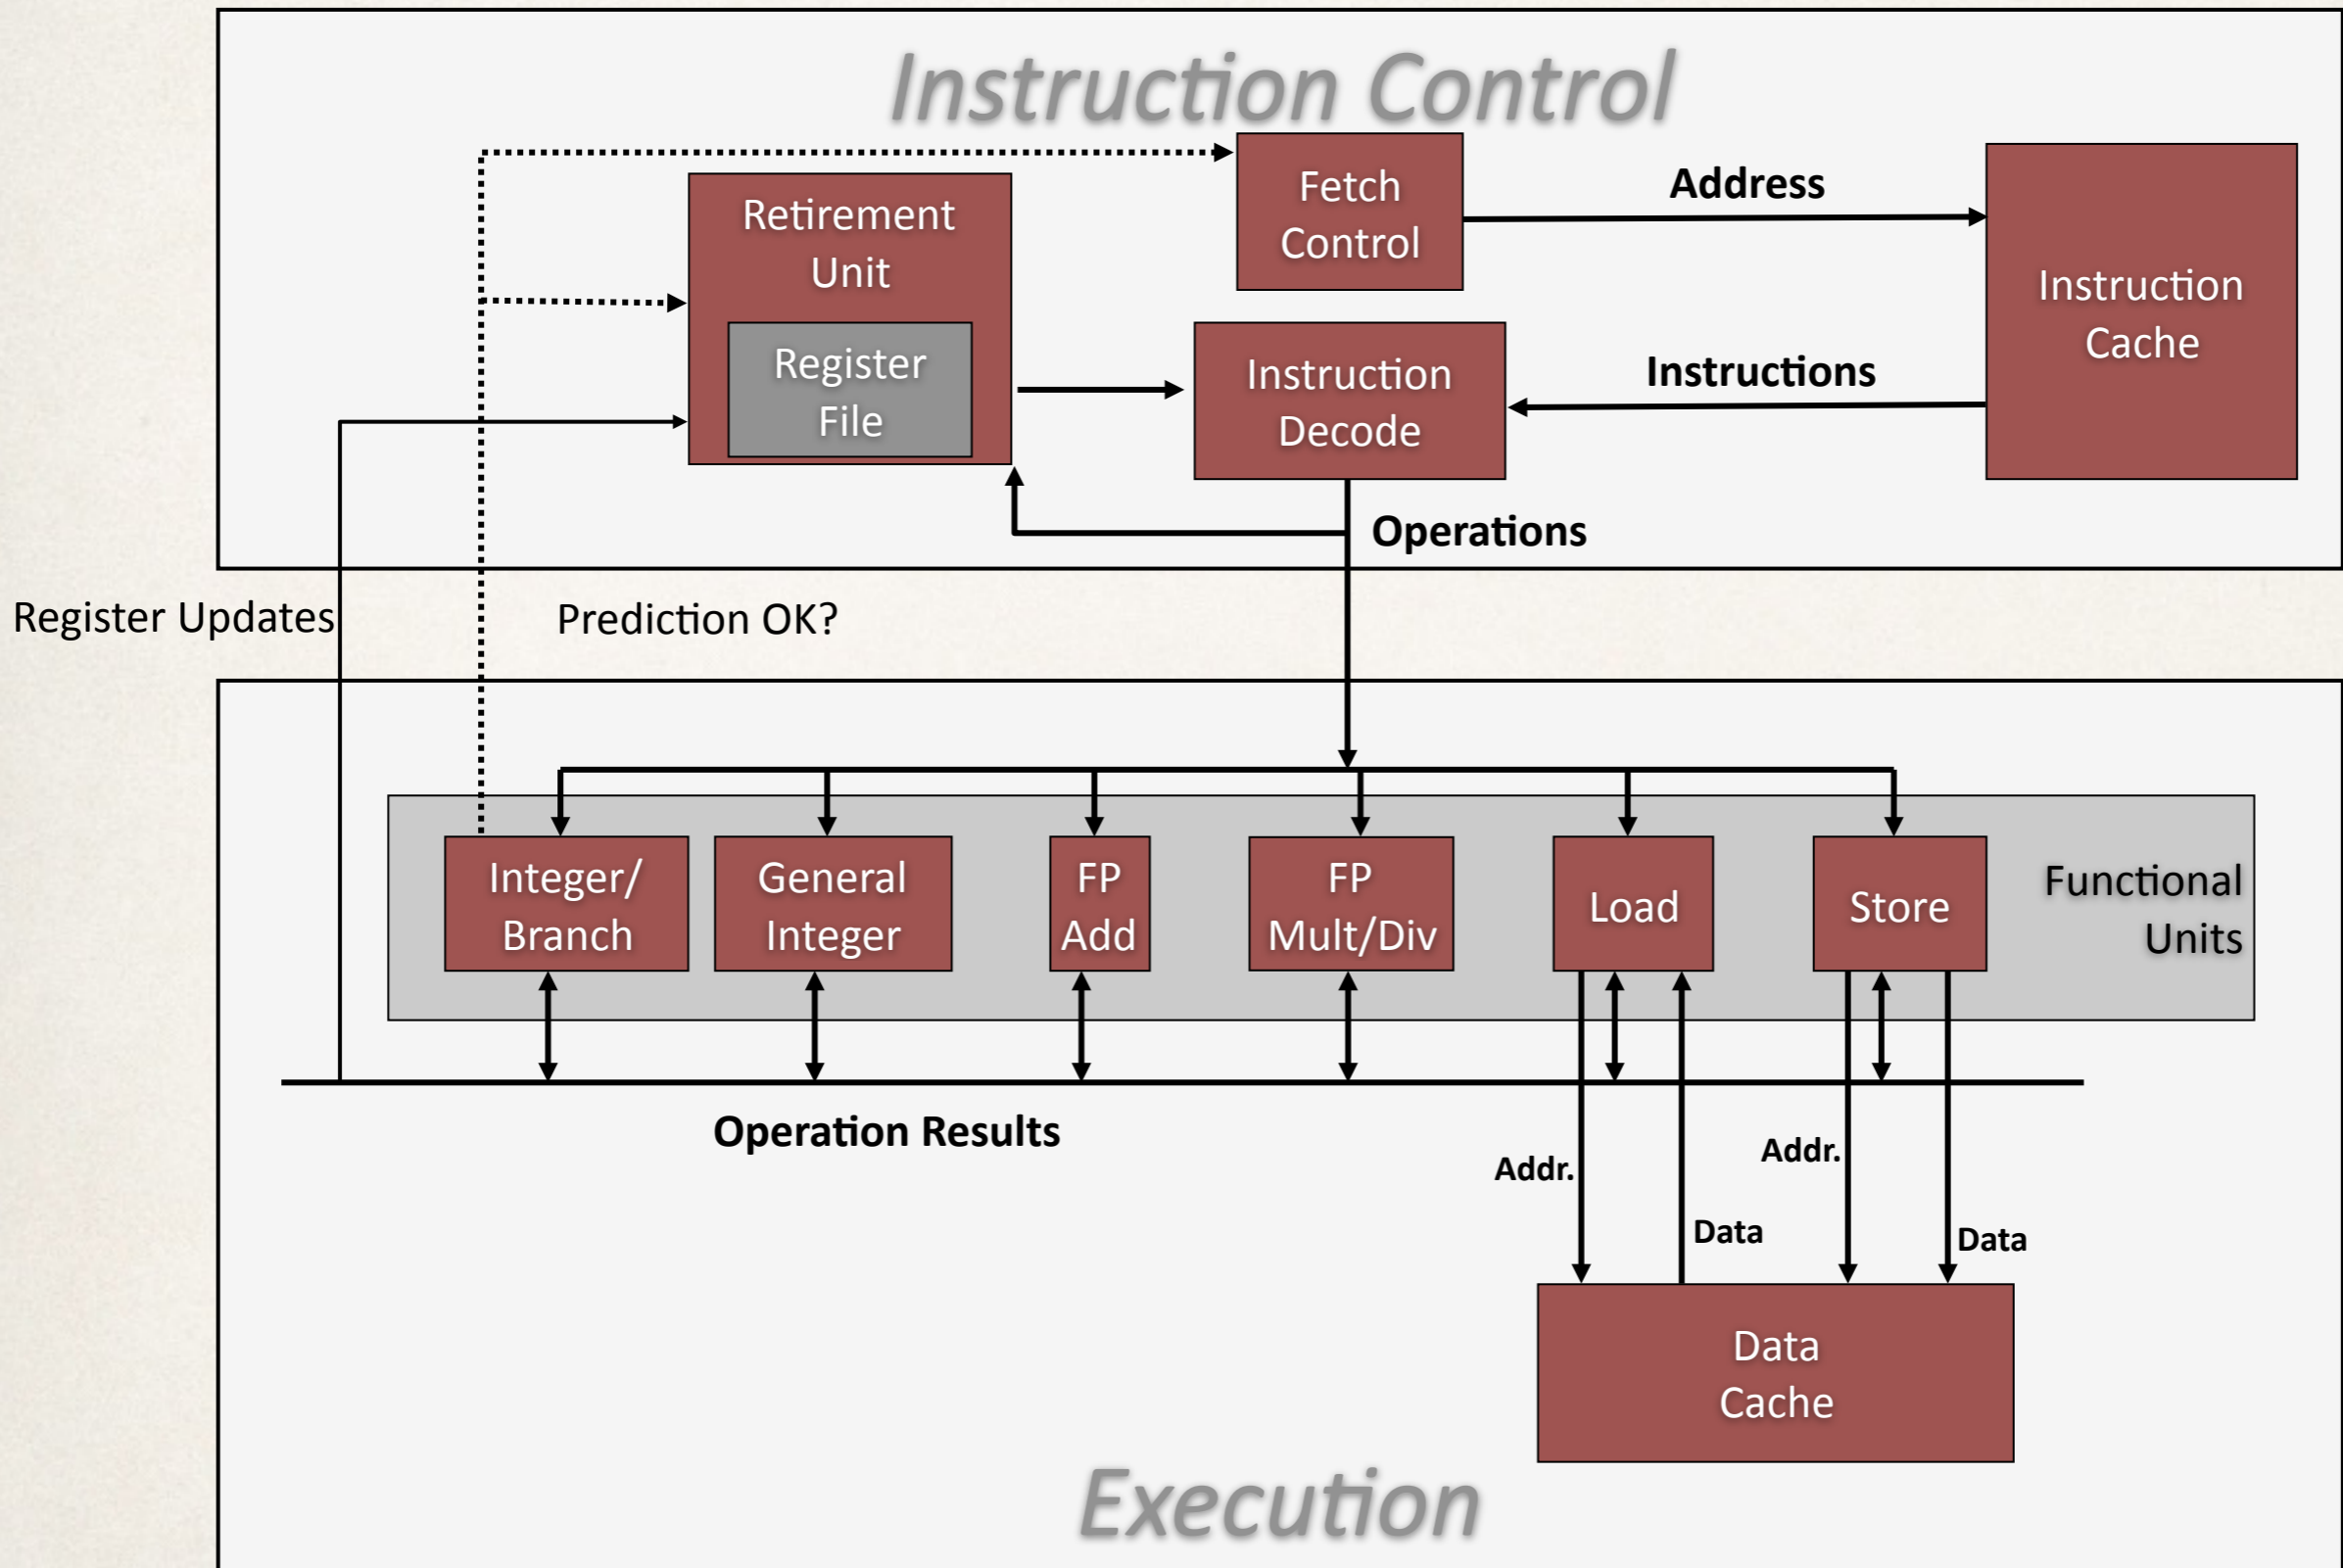 Instruction Control
Fetch
Control
Address
Instruction
Cache
Retirement
Unit
Register
File
Instruction
Decode
Instructions
Operations
Register Updates
Prediction OK?
Integer/
Branch
General
Integer
FP
Add
FP
Mult/Div
Load
Store
Functional
Units
Operation Results
Addr.
Data
Addr.
Data
Data
Cache
Execution